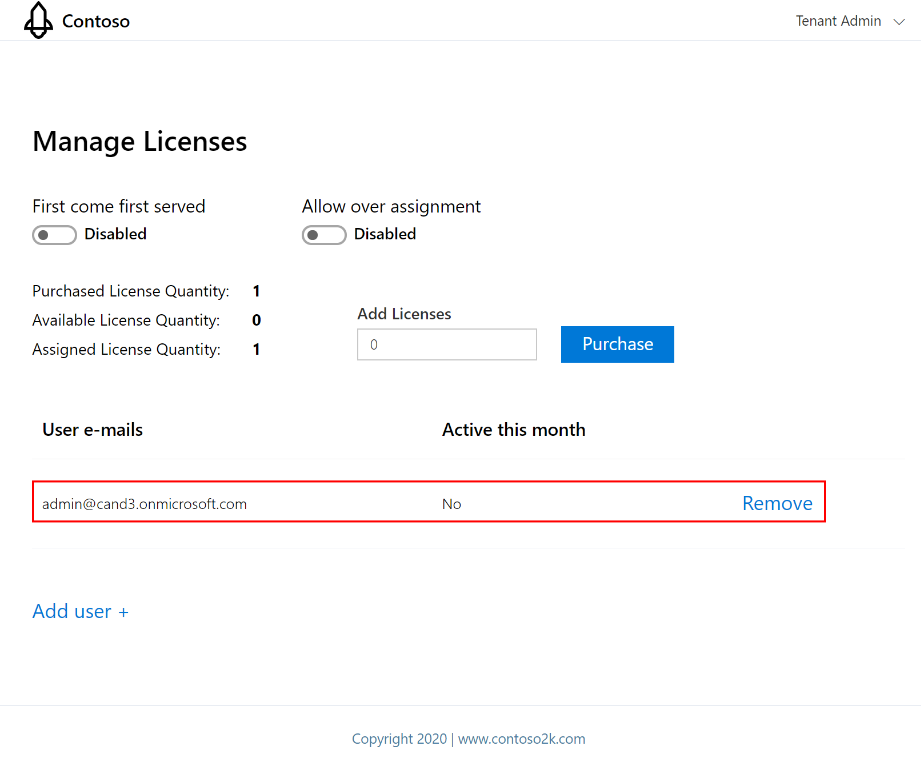 Contoso
Tenant Admin
Manage Licenses
First come first served
Disabled
Allow over assignment
Disabled
Purchased License Quantity: 1
Available License Quantity: 0
Assigned License Quantity: 1
Add Licenses
0
Purchase
User e-mails Active this month
admin@cand3.onmicrosoft.com No Remove
Add user +
Copyright 2020 | www.contoso2k.com